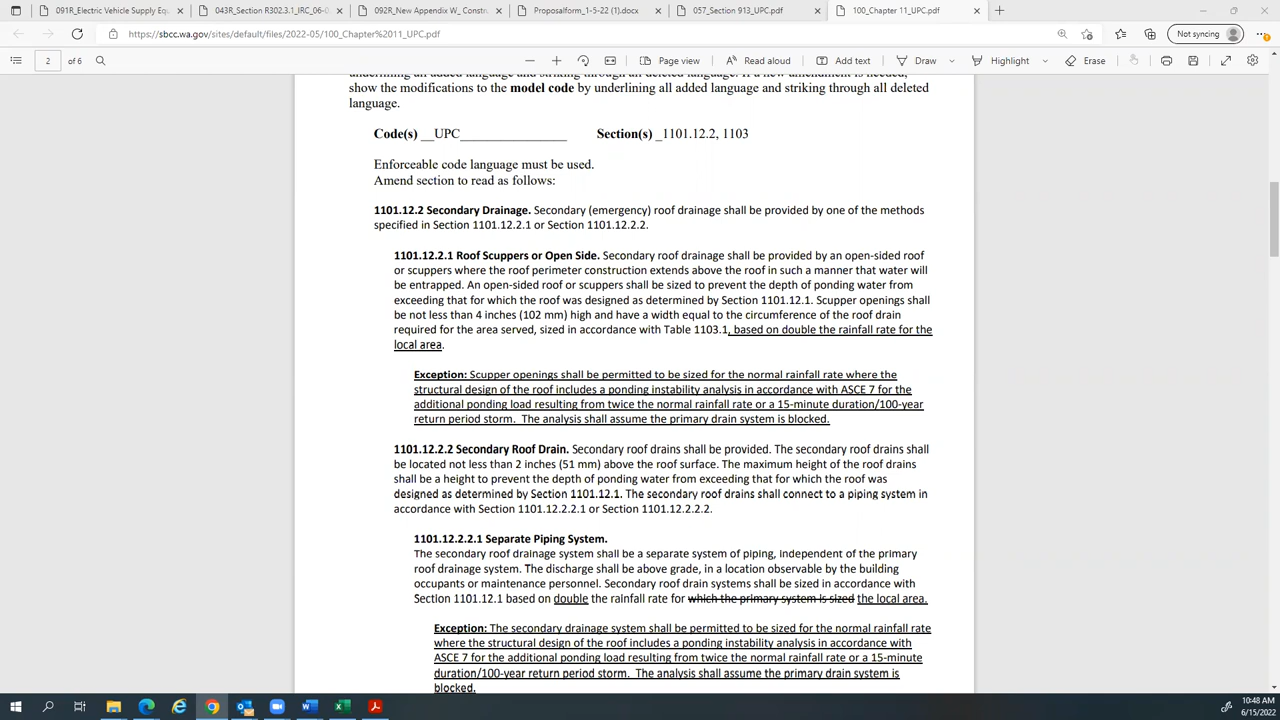 091R_Electric Vehicle Supply Equ
043R_Section R302.3.1_IRC_06-0
092R_New Appendix W_ Constru
Proposalform_1-5-22 (1).docx
057_Section 913_UPC.pdf
100_Chapter 11_UPC.pdf
https://sbcc.wa.gov/sites/default/files/2022-05/100_Chapter%2011_UPC.pdf
Not syncing
2 of 6
Page view
Read aloud
Add text
Draw
Highlight
Erase
underlining all added language and striking through all deleted language. If a new amendment is needed,
show the modifications to the model code by underlining all added language and striking through all deleted
language.
Code(s) __UPC________________ Section(s) _1101.12.2, 1103
Enforceable code language must be used.
Amend section to read as follows:
1101.12.2 Secondary Drainage. Secondary (emergency) roof drainage shall be provided by one of the methods
specified in Section 1101.12.2.1 or Section 1101.12.2.2.
1101.12.2.1 Roof Scuppers or Open Side. Secondary roof drainage shall be provided by an open-sided roof
or scuppers where the roof perimeter construction extends above the roof in such a manner that water will
be entrapped. An open-sided roof or scuppers shall be sized to prevent the depth of ponding water from
exceeding that for which the roof was designed as determined by Section 1101.12.1. Scupper openings shall
be not less than 4 inches (102 mm) high and have a width equal to the circumference of the roof drain
required for the area served, sized in accordance with Table 1103.1, based on double the rainfall rate for the
local area.
Exception: Scupper openings shall be permitted to be sized for the normal rainfall rate where the
structural design of the roof includes a ponding instability analysis in accordance with ASCE 7 for the
additional ponding load resulting from twice the normal rainfall rate or a 15-minute duration/100-year
return period storm. The analysis shall assume the primary drain system is blocked.
1101.12.2.2 Secondary Roof Drain. Secondary roof drains shall be provided. The secondary roof drains shall
be located not less than 2 inches (51 mm) above the roof surface. The maximum height of the roof drains
shall be a height to prevent the depth of ponding water from exceeding that for which the roof was
designed as determined by Section 1101.12.1. The secondary roof drains shall connect to a piping system in
accordance with Section 1101.12.2.2.1 or Section 1101.12.2.2.2.
1101.12.2.2.1 Separate Piping System.
The secondary roof drainage system shall be a separate system of piping, independent of the primary
roof drainage system. The discharge shall be above grade, in a location observable by the building
occupants or maintenance personnel. Secondary roof drain systems shall be sized in accordance with
Section 1101.12.1 based on double the rainfall rate for which the primary system is sized the local area.
Exception: The secondary drainage system shall be permitted to be sized for the normal rainfall rate
where the structural design of the roof includes a ponding instability analysis in accordance with
ASCE 7 for the additional ponding load resulting from twice the normal rainfall rate or a 15-minute
duration/100-year return period storm. The analysis shall assume the primary drain system is
blocked.
10:48 AM
6/15/2022